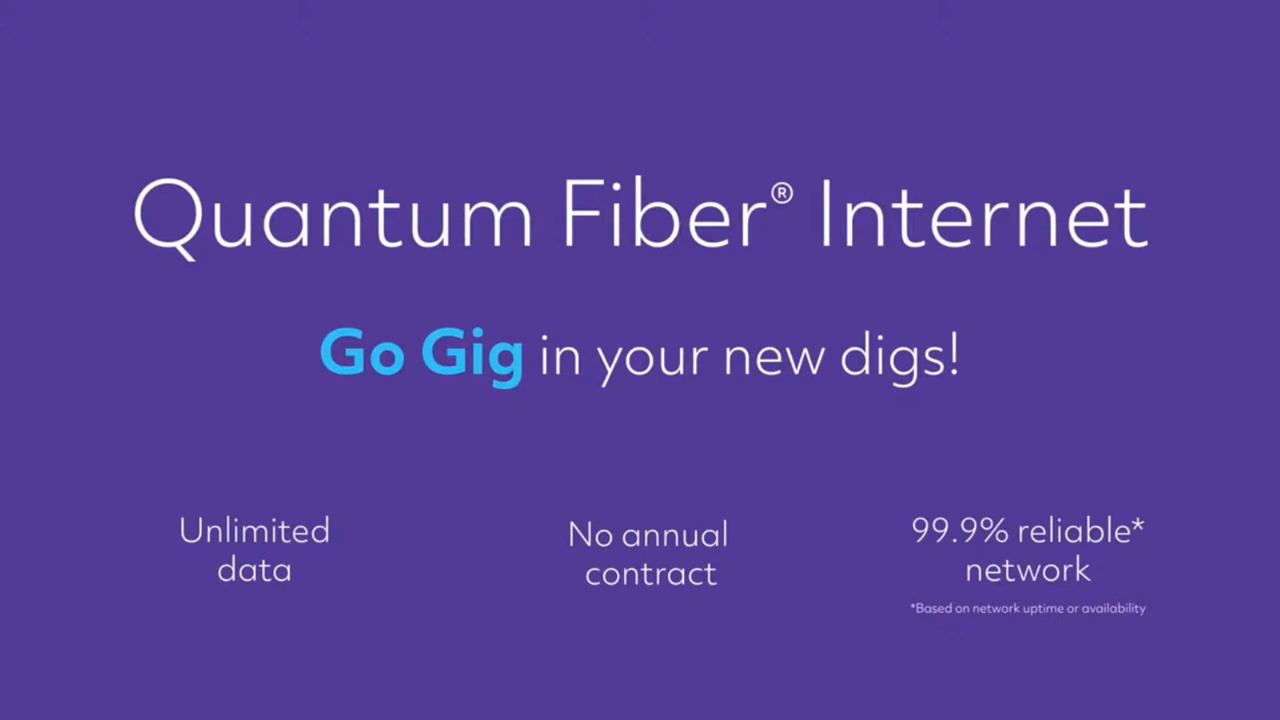 Quantum Fiber® Internet
Go Gig in your new digs!
Unlimited
data
No annual
contract
99.9% reliable*
network
*Based on network uptime or availability